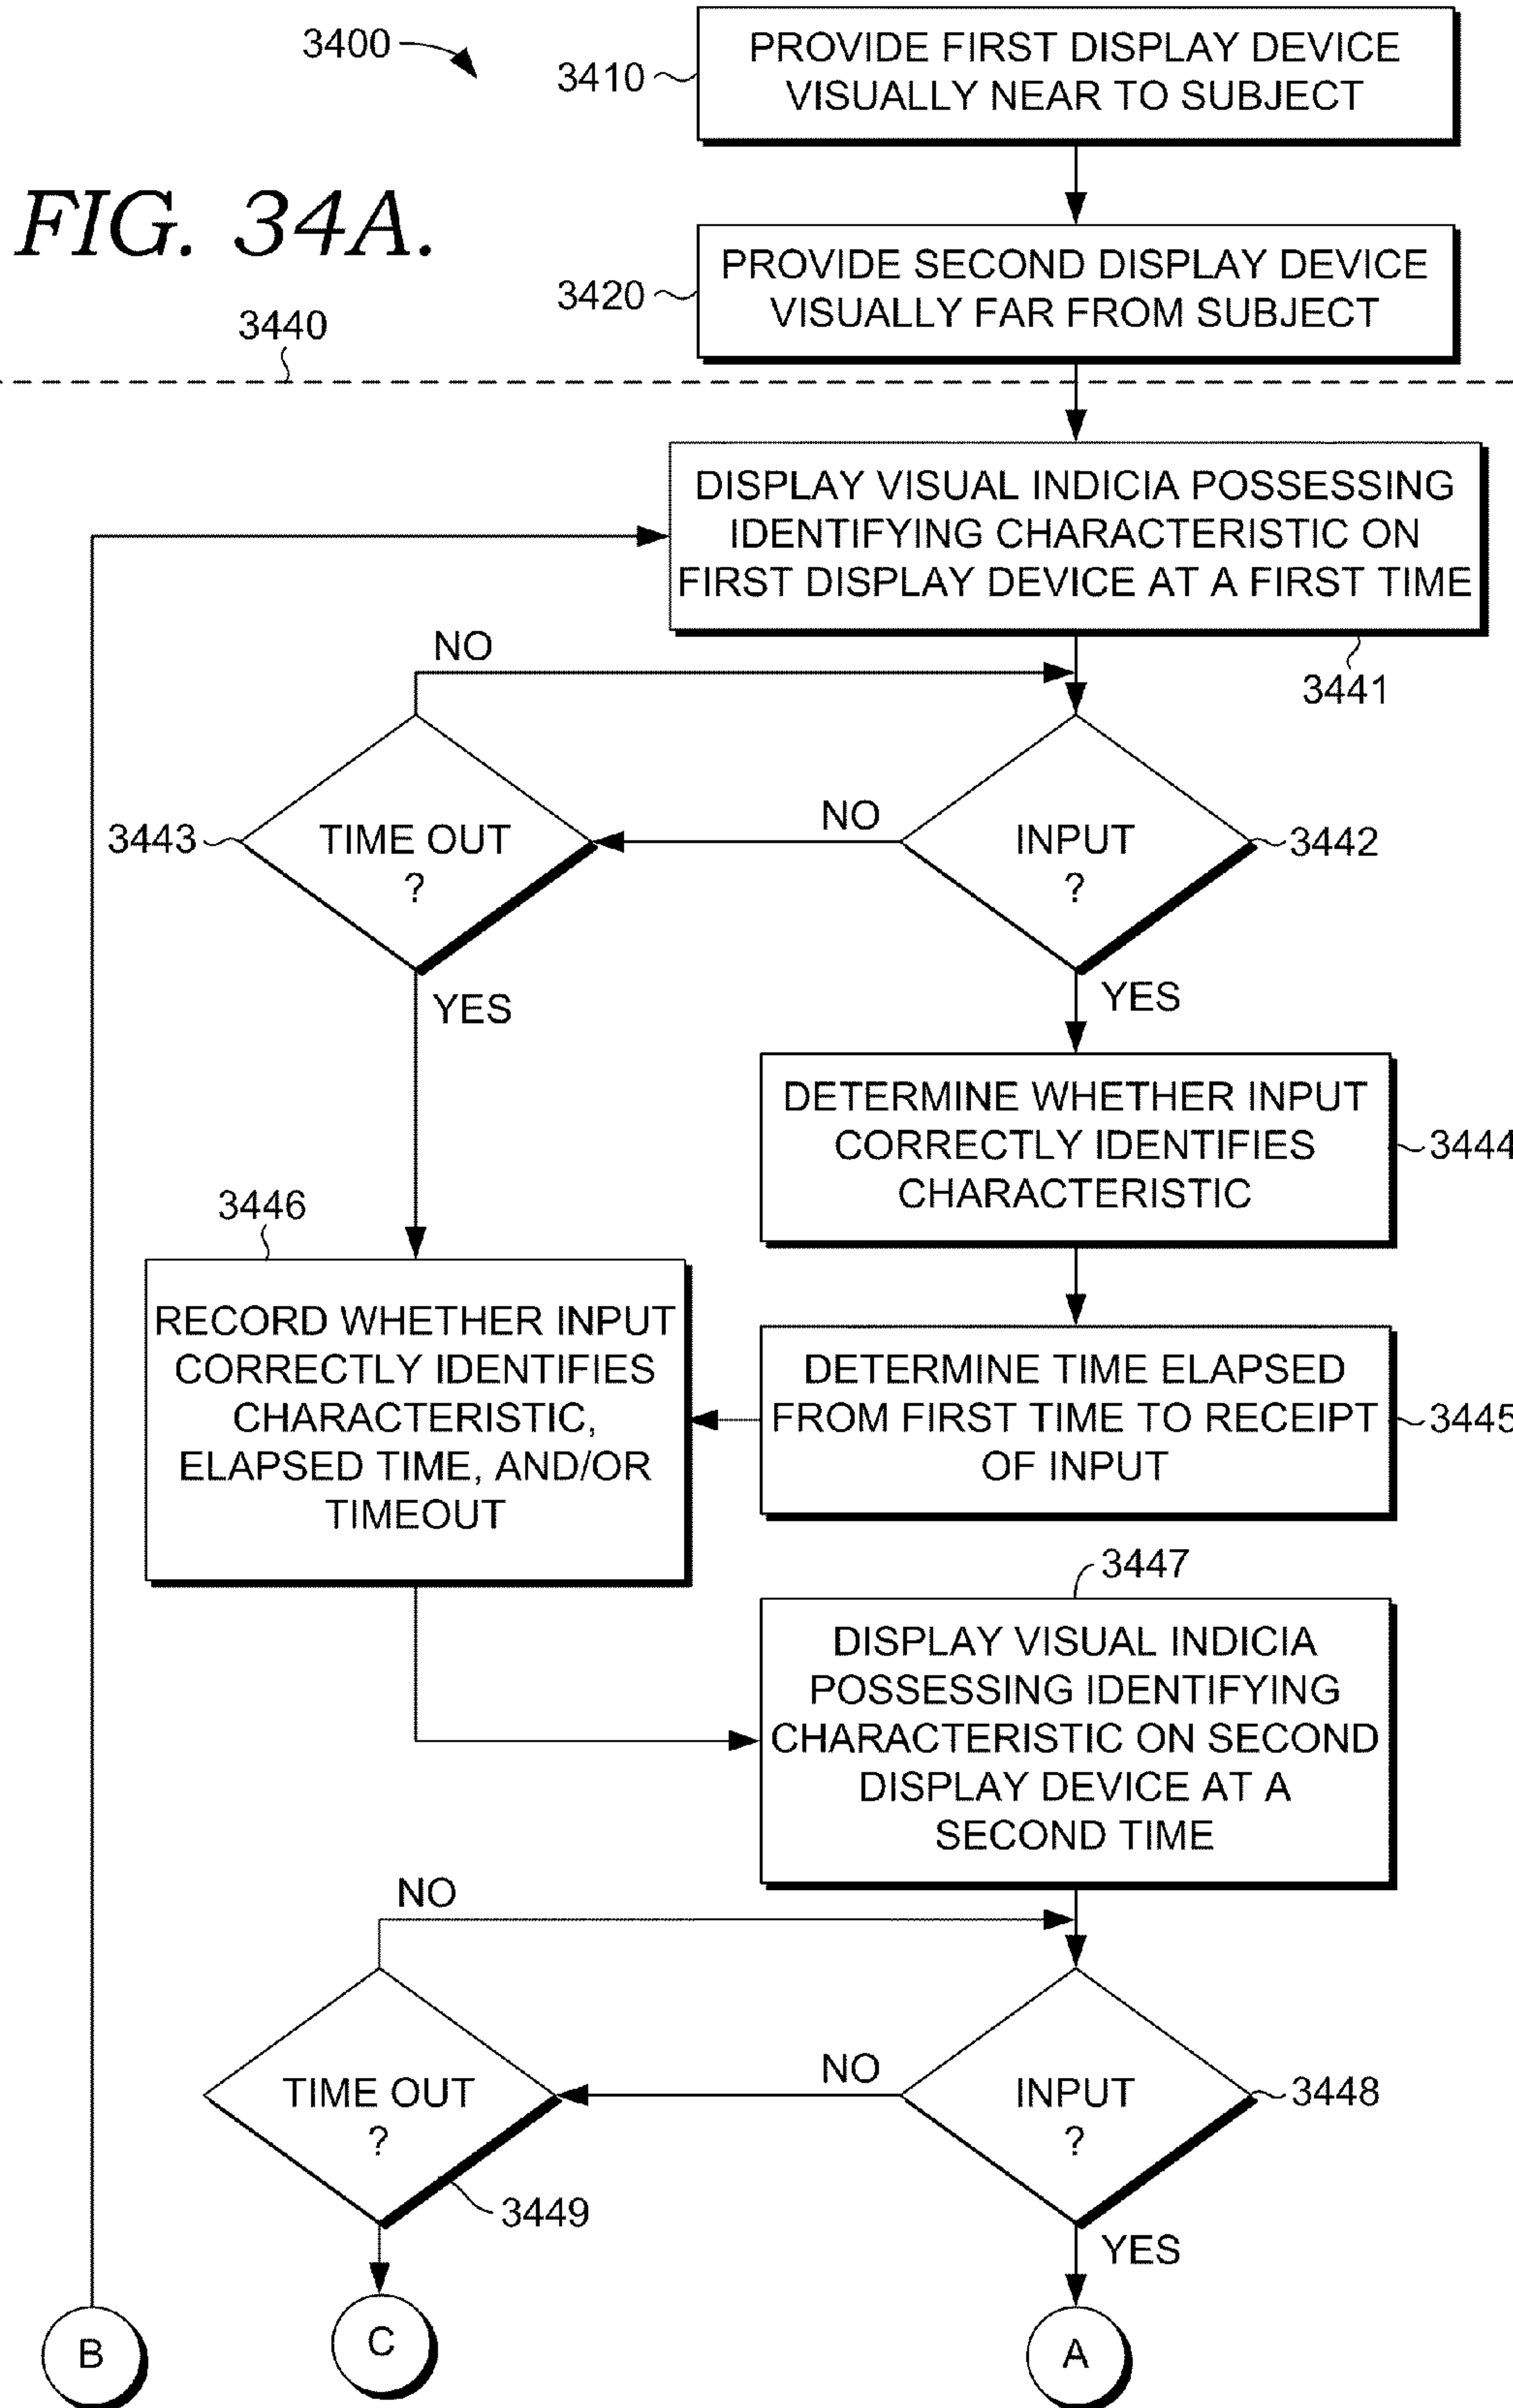 3400
3410
PROVIDE FIRST DISPLAY DEVICE
VISUALLY NEAR TO SUBJECT
FIG. 34A.
3420
PROVIDE SECOND DISPLAY DEVICE
VISUALLY FAR FROM SUBJECT
3440
DISPLAY VISUAL INDICIA POSSESSING
IDENTIFYING CHARACTERISTIC ON
FIRST DISPLAY DEVICE AT A FIRST TIME
3441
NO
3443
TIME OUT
?
NO
INPUT
?
3442
YES
YES
DETERMINE WHETHER INPUT
CORRECTLY IDENTIFIES
CHARACTERISTIC
3444
3446
RECORD WHETHER INPUT
CORRECTLY IDENTIFIES
CHARACTERISTIC,
ELAPSED TIME, AND/OR
TIMEOUT
DETERMINE TIME ELAPSED
FROM FIRST TIME TO RECEIPT
OF INPUT
3445
3447
DISPLAY VISUAL INDICIA
POSSESSING IDENTIFYING
CHARACTERISTIC ON SECOND
DISPLAY DEVICE AT A
SECOND TIME
NO
TIME OUT
?
3449
NO
INPUT
?
3448
YES
B
C
A